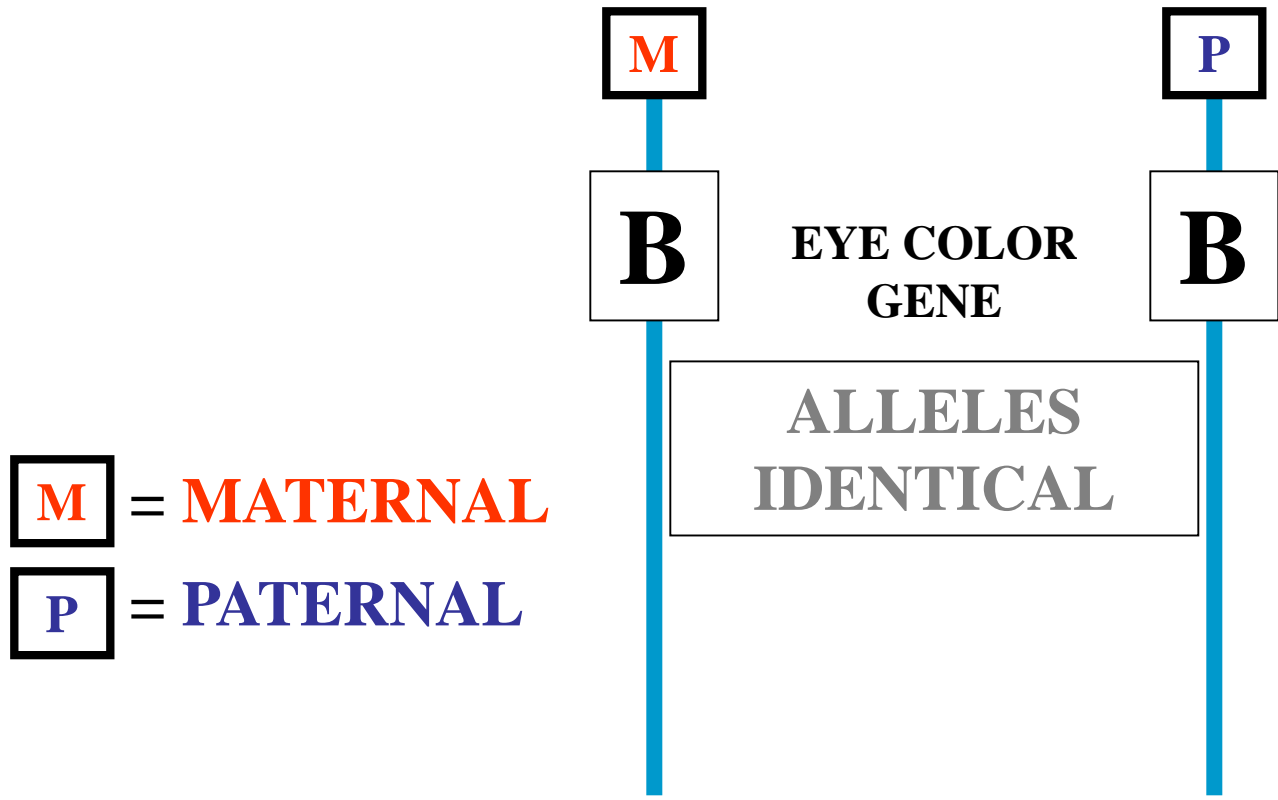 M
P
B
EYE COLOR
GENE
B
ALLELES
IDENTICAL
M = MATERNAL
P = PATERNAL